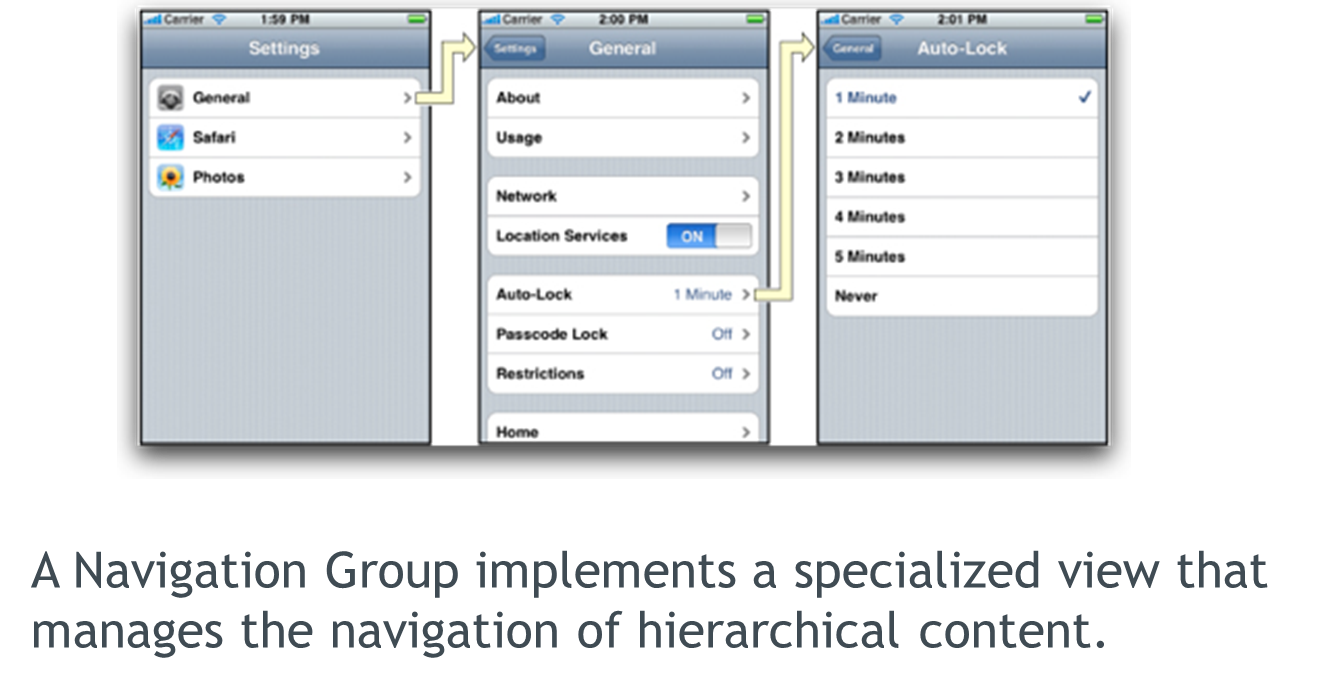 Carrier 1:59 PM
Settings
General
Safari
Photos
Carrier 2:00 PM
Settings General
About
Usage
Network
Location Services ON
Auto-Lock 1 Minute
Passcode Lock Off
Restrictions Off
Home
Carrier 2:01 PM
General Auto-Lock
1 Minute
2 Minutes
3 Minutes
4 Minutes
5 Minutes
Never
A Navigation Group implements a specialized view that
manages the navigation of hierarchical content.